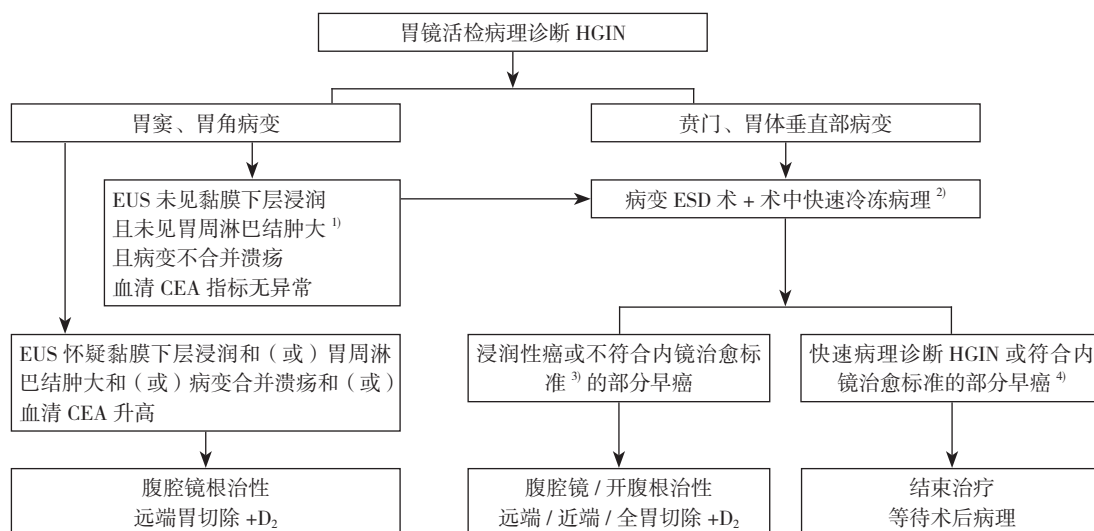 胃镜活检病理诊断 HGIN
胃窦、胃角病变
贲门、胃体垂直部病变
EUS 未见黏膜下层浸润
且未见胃周淋巴结肿大 1)
且病变不合并溃疡
血清 CEA 指标无异常
病变 ESD 术 + 术中快速冷冻病理 2)
EUS 怀疑黏膜下层浸润和（或）胃周淋
巴结肿大和（或）病变合并溃疡和（或）
血清 CEA 升高
浸润性癌或不符合内镜治愈标
准 3) 的部分早癌
快速病理诊断 HGIN 或符合内
镜治愈标准的部分早癌 4)
腹腔镜根治性
远端胃切除 +D2
腹腔镜 / 开腹根治性
远端 / 近端 / 全胃切除 +D2
结束治疗
等待术后病理